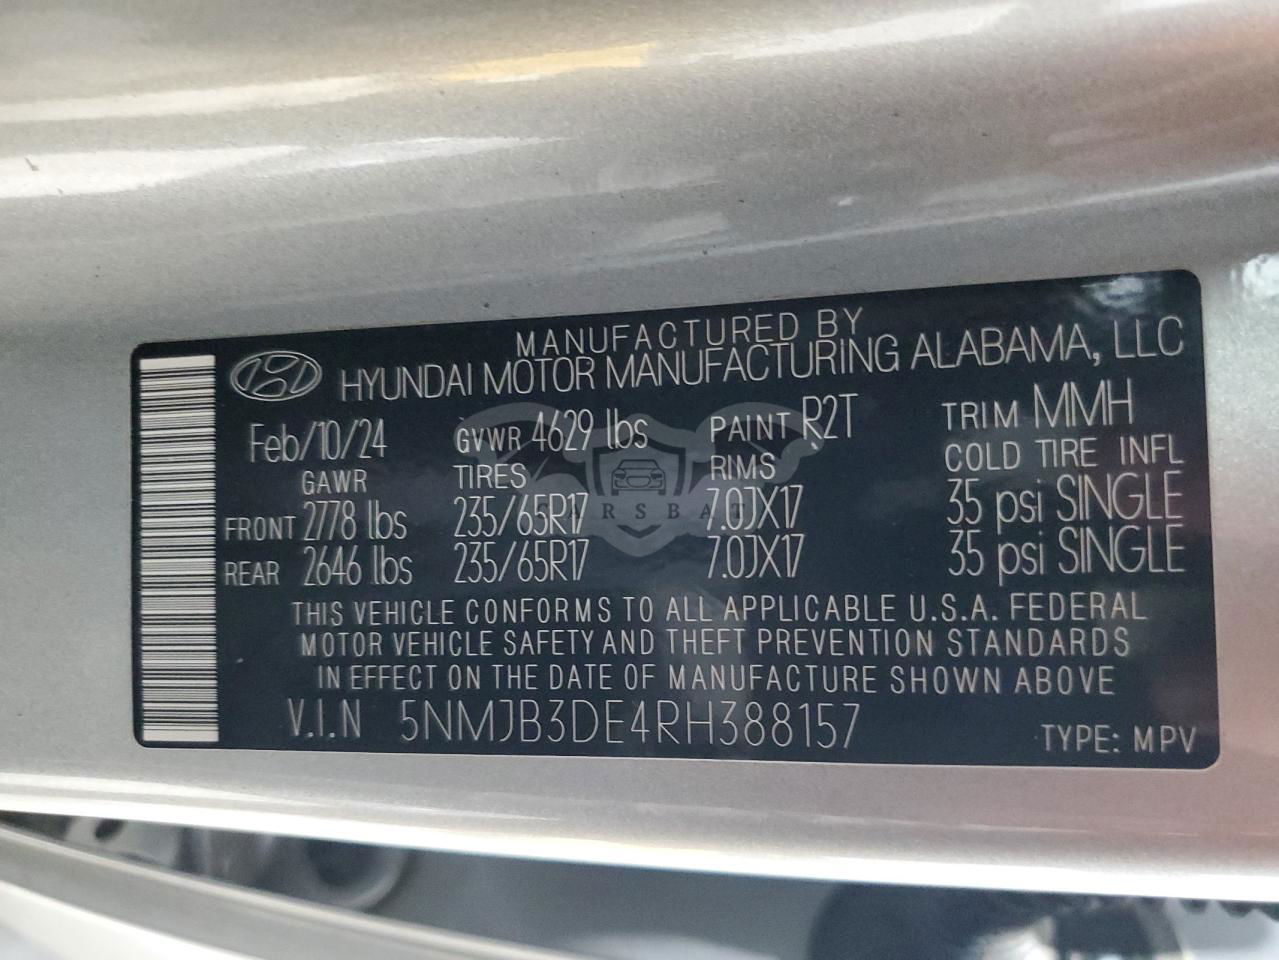 MANUFACTURED BY
HYUNDAI MOTOR MANUFACTURING ALABAMA, LLC
Feb/10/24 GVWR 4629 lbs PAINT R2T TRIM MMH
GAWR TIRES RIMS COLD TIRE INFL
FRONT 2778 lbs 235/65R17 7.0JX17 35 psi SINGLE
REAR 2646 lbs 235/65R17 7.0JX17 35 psi SINGLE
THIS VEHICLE CONFORMS TO ALL APPLICABLE U.S.A. FEDERAL
MOTOR VEHICLE SAFETY AND THEFT PREVENTION STANDARDS
IN EFFECT ON THE DATE OF MANUFACTURE SHOWN ABOVE
V.I.N 5NMJB3DE4RH388157 TYPE: MPV
CARSBAT